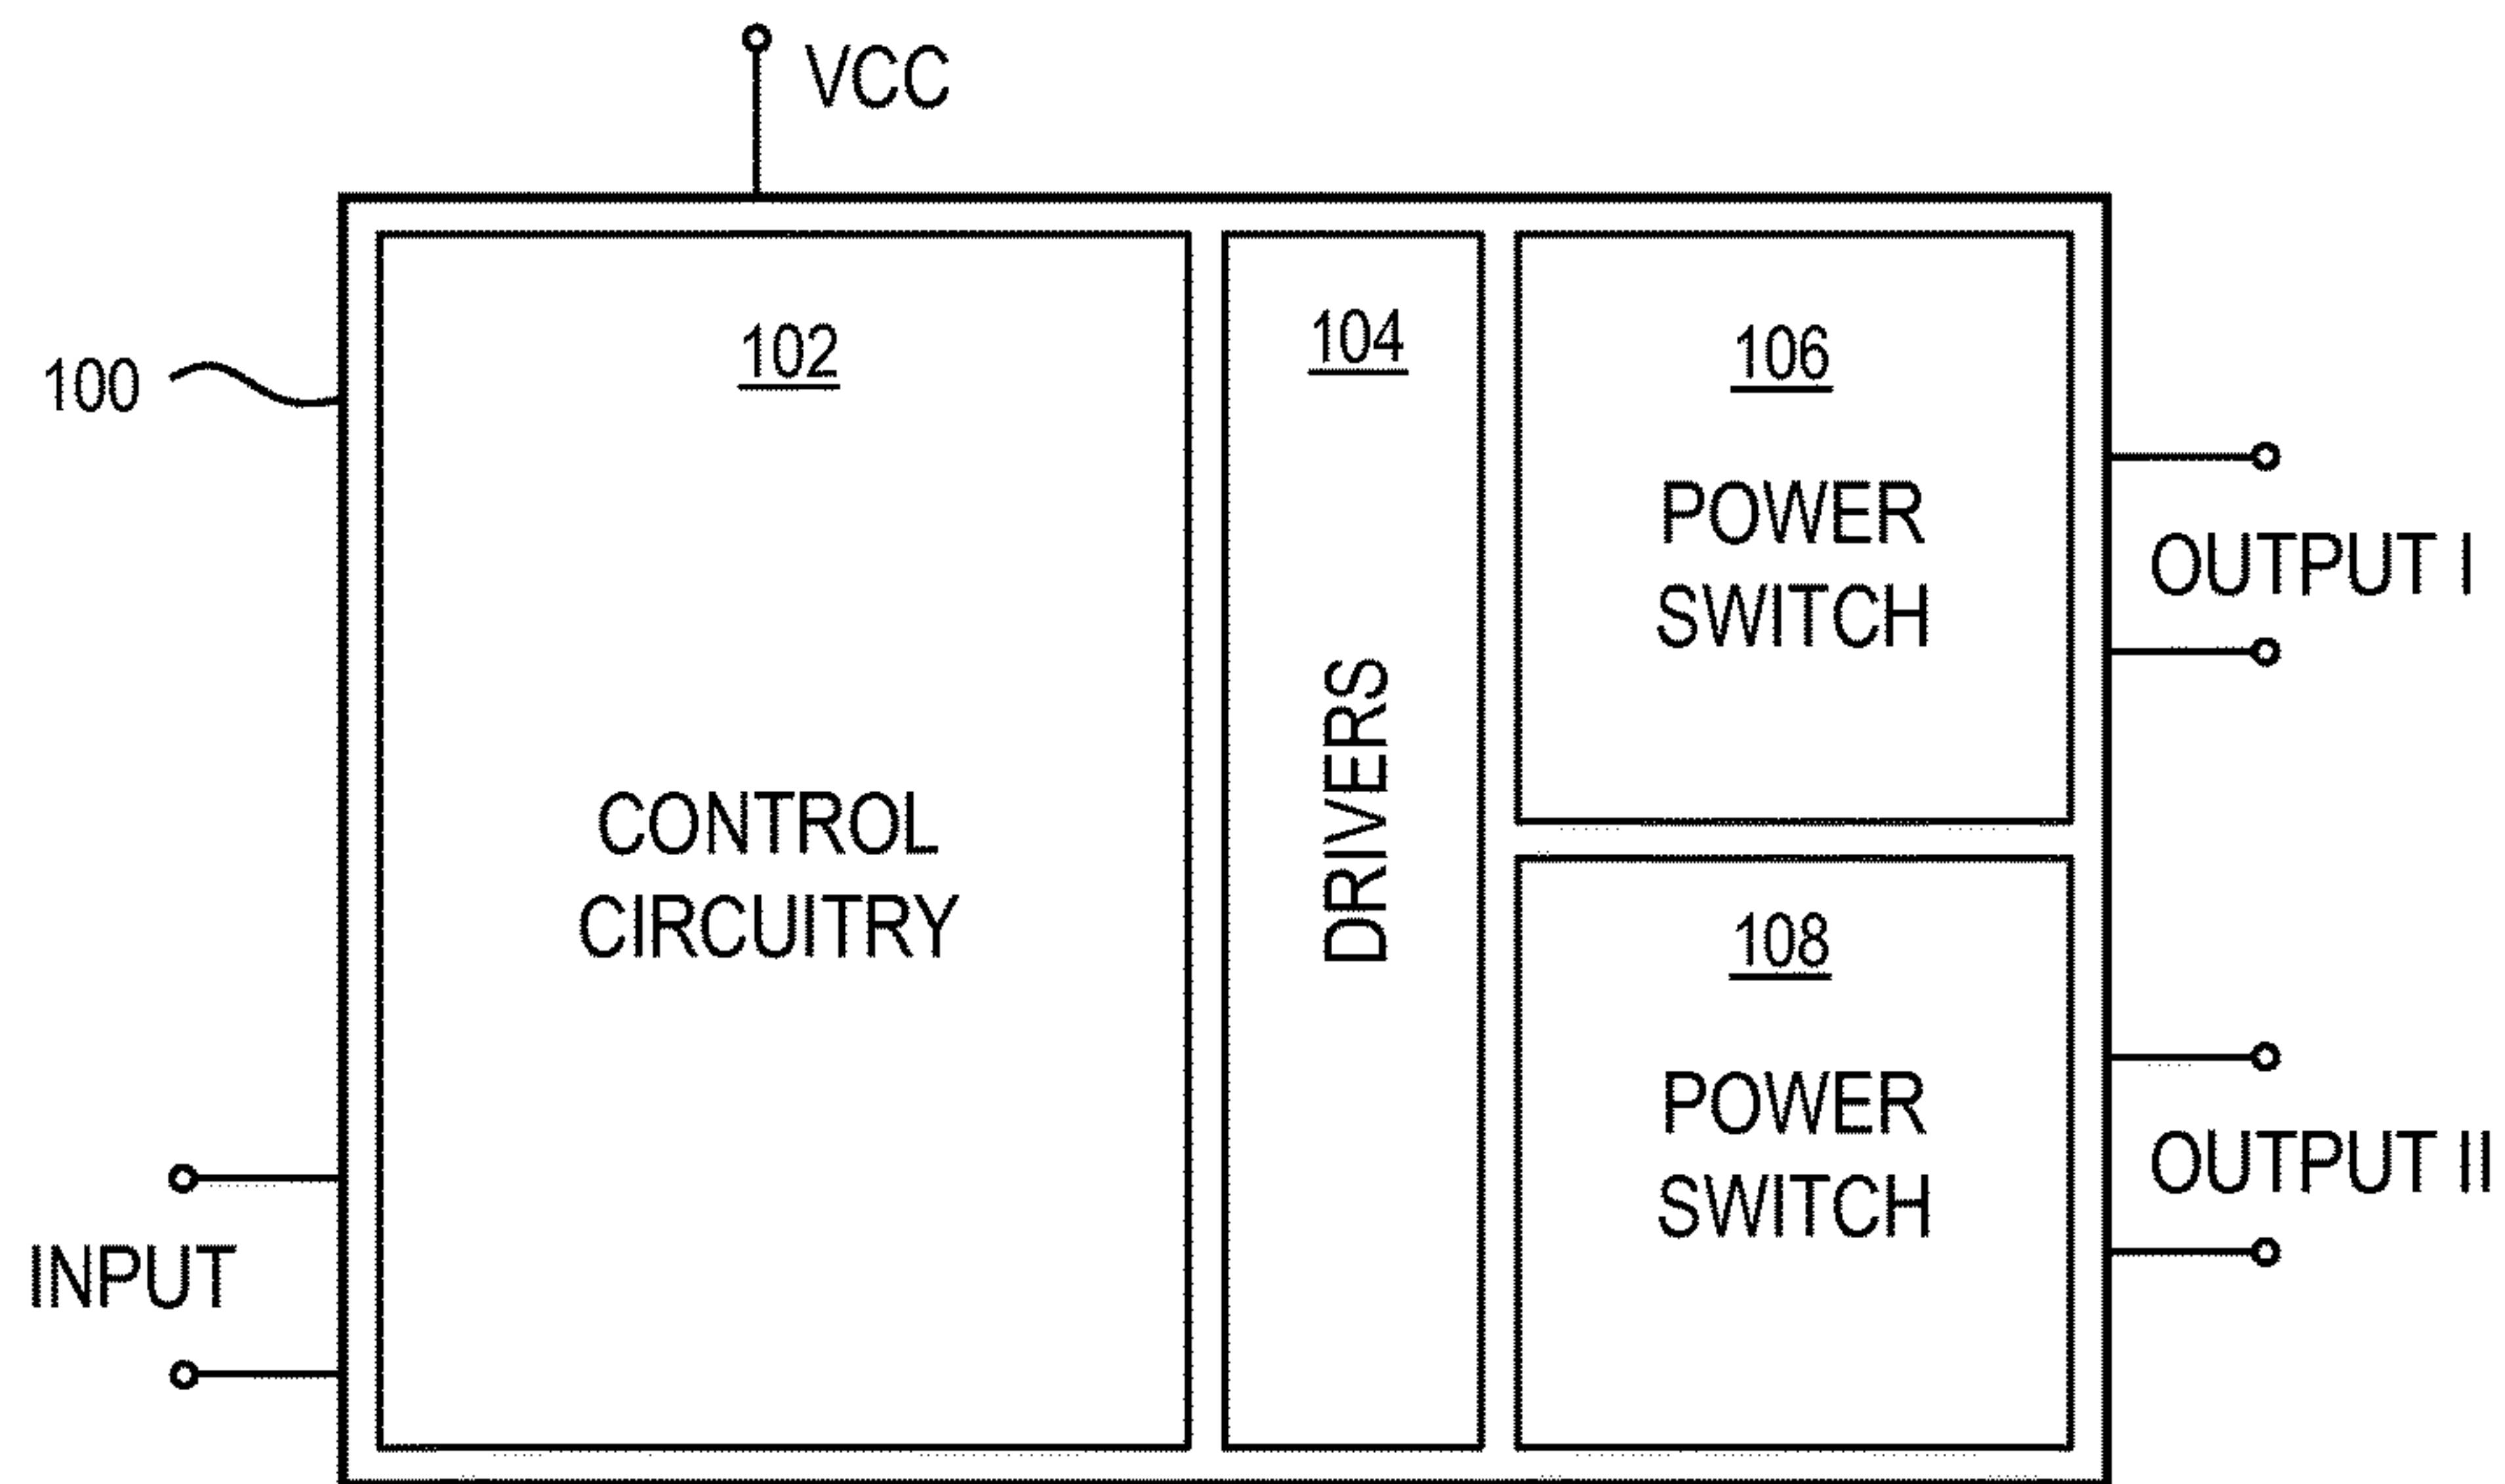 VCC
100
102
CONTROL
CIRCUITRY
104
DRIVERS
106
POWER
SWITCH
108
POWER
SWITCH
INPUT
OUTPUT I
OUTPUT II